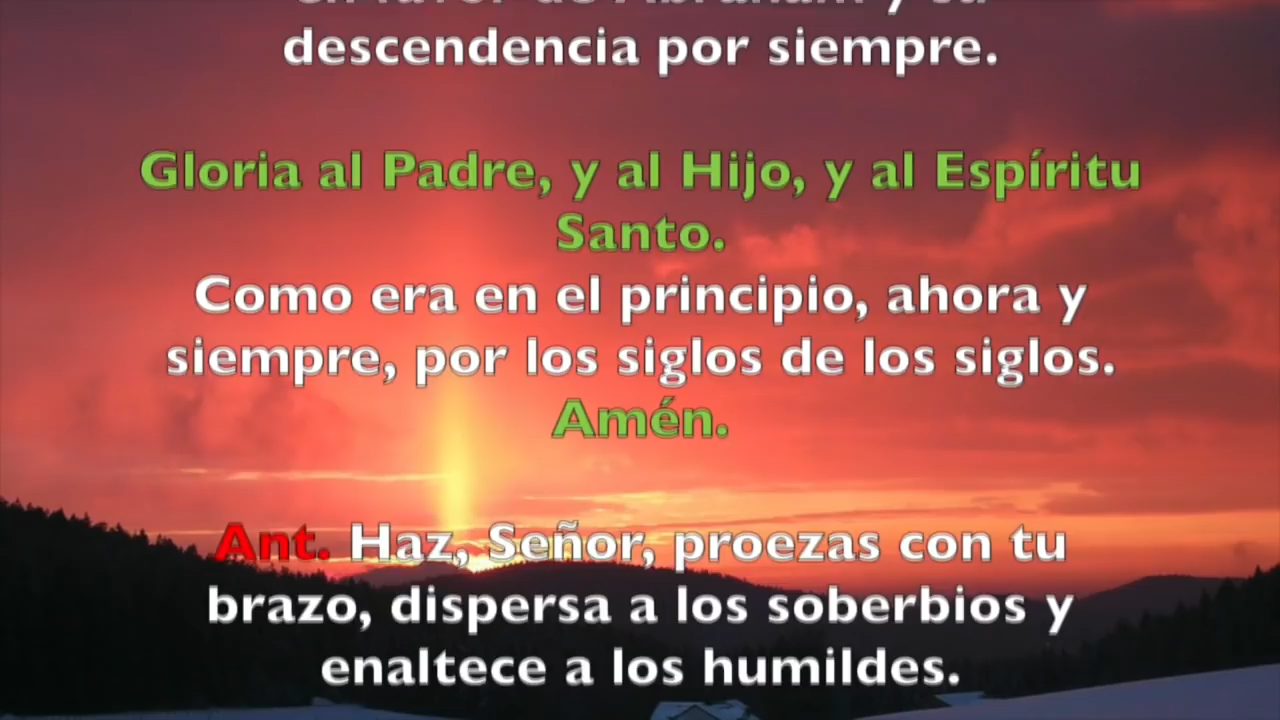 descendencia por siempre.
Gloria al Padre, y al Hijo, y al Espíritu
Santo.
Como era en el principio, ahora y
siempre, por los siglos de los siglos.
Amén.
Ant. Haz, Señor, proezas con tu
brazo, dispersa a los soberbios y
enaltece a los humildes.